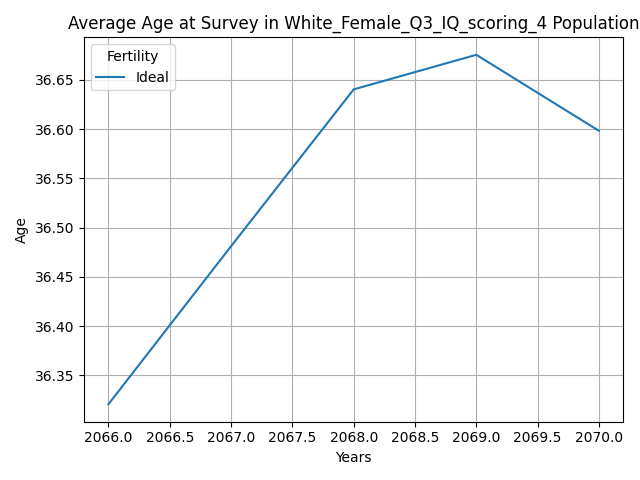 Average Age at Survey in White_Female_Q3_IQ_scoring_4 Population
Fertility
Ideal
36.65
36.60
36.55
36.50
36.45
36.40
36.35
Age
2066.0 2066.5 2067.0 2067.5 2068.0 2068.5 2069.0 2069.5 2070.0
Years